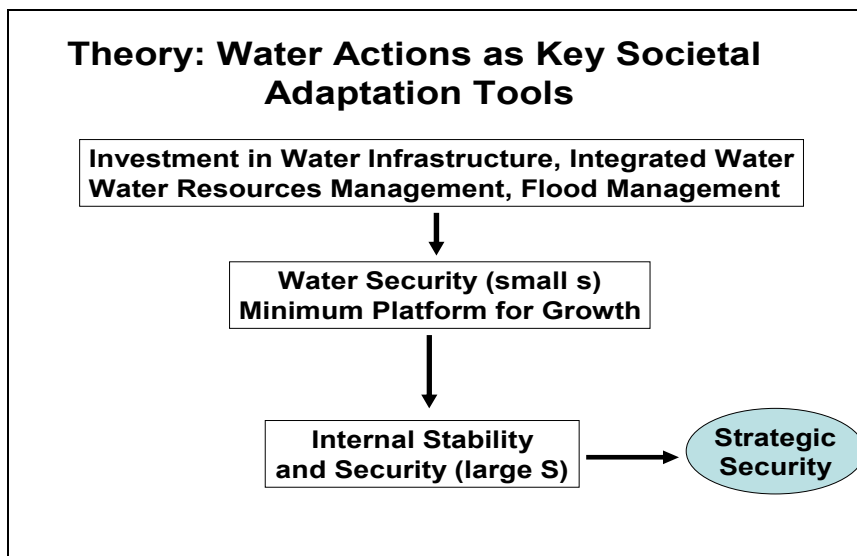 Theory: Water Actions as Key Societal
Adaptation Tools
Investment in Water Infrastructure, Integrated Water
Water Resources Management, Flood Management
Water Security (small s)
Minimum Platform for Growth
Internal Stability
and Security (large S)
Strategic
Security